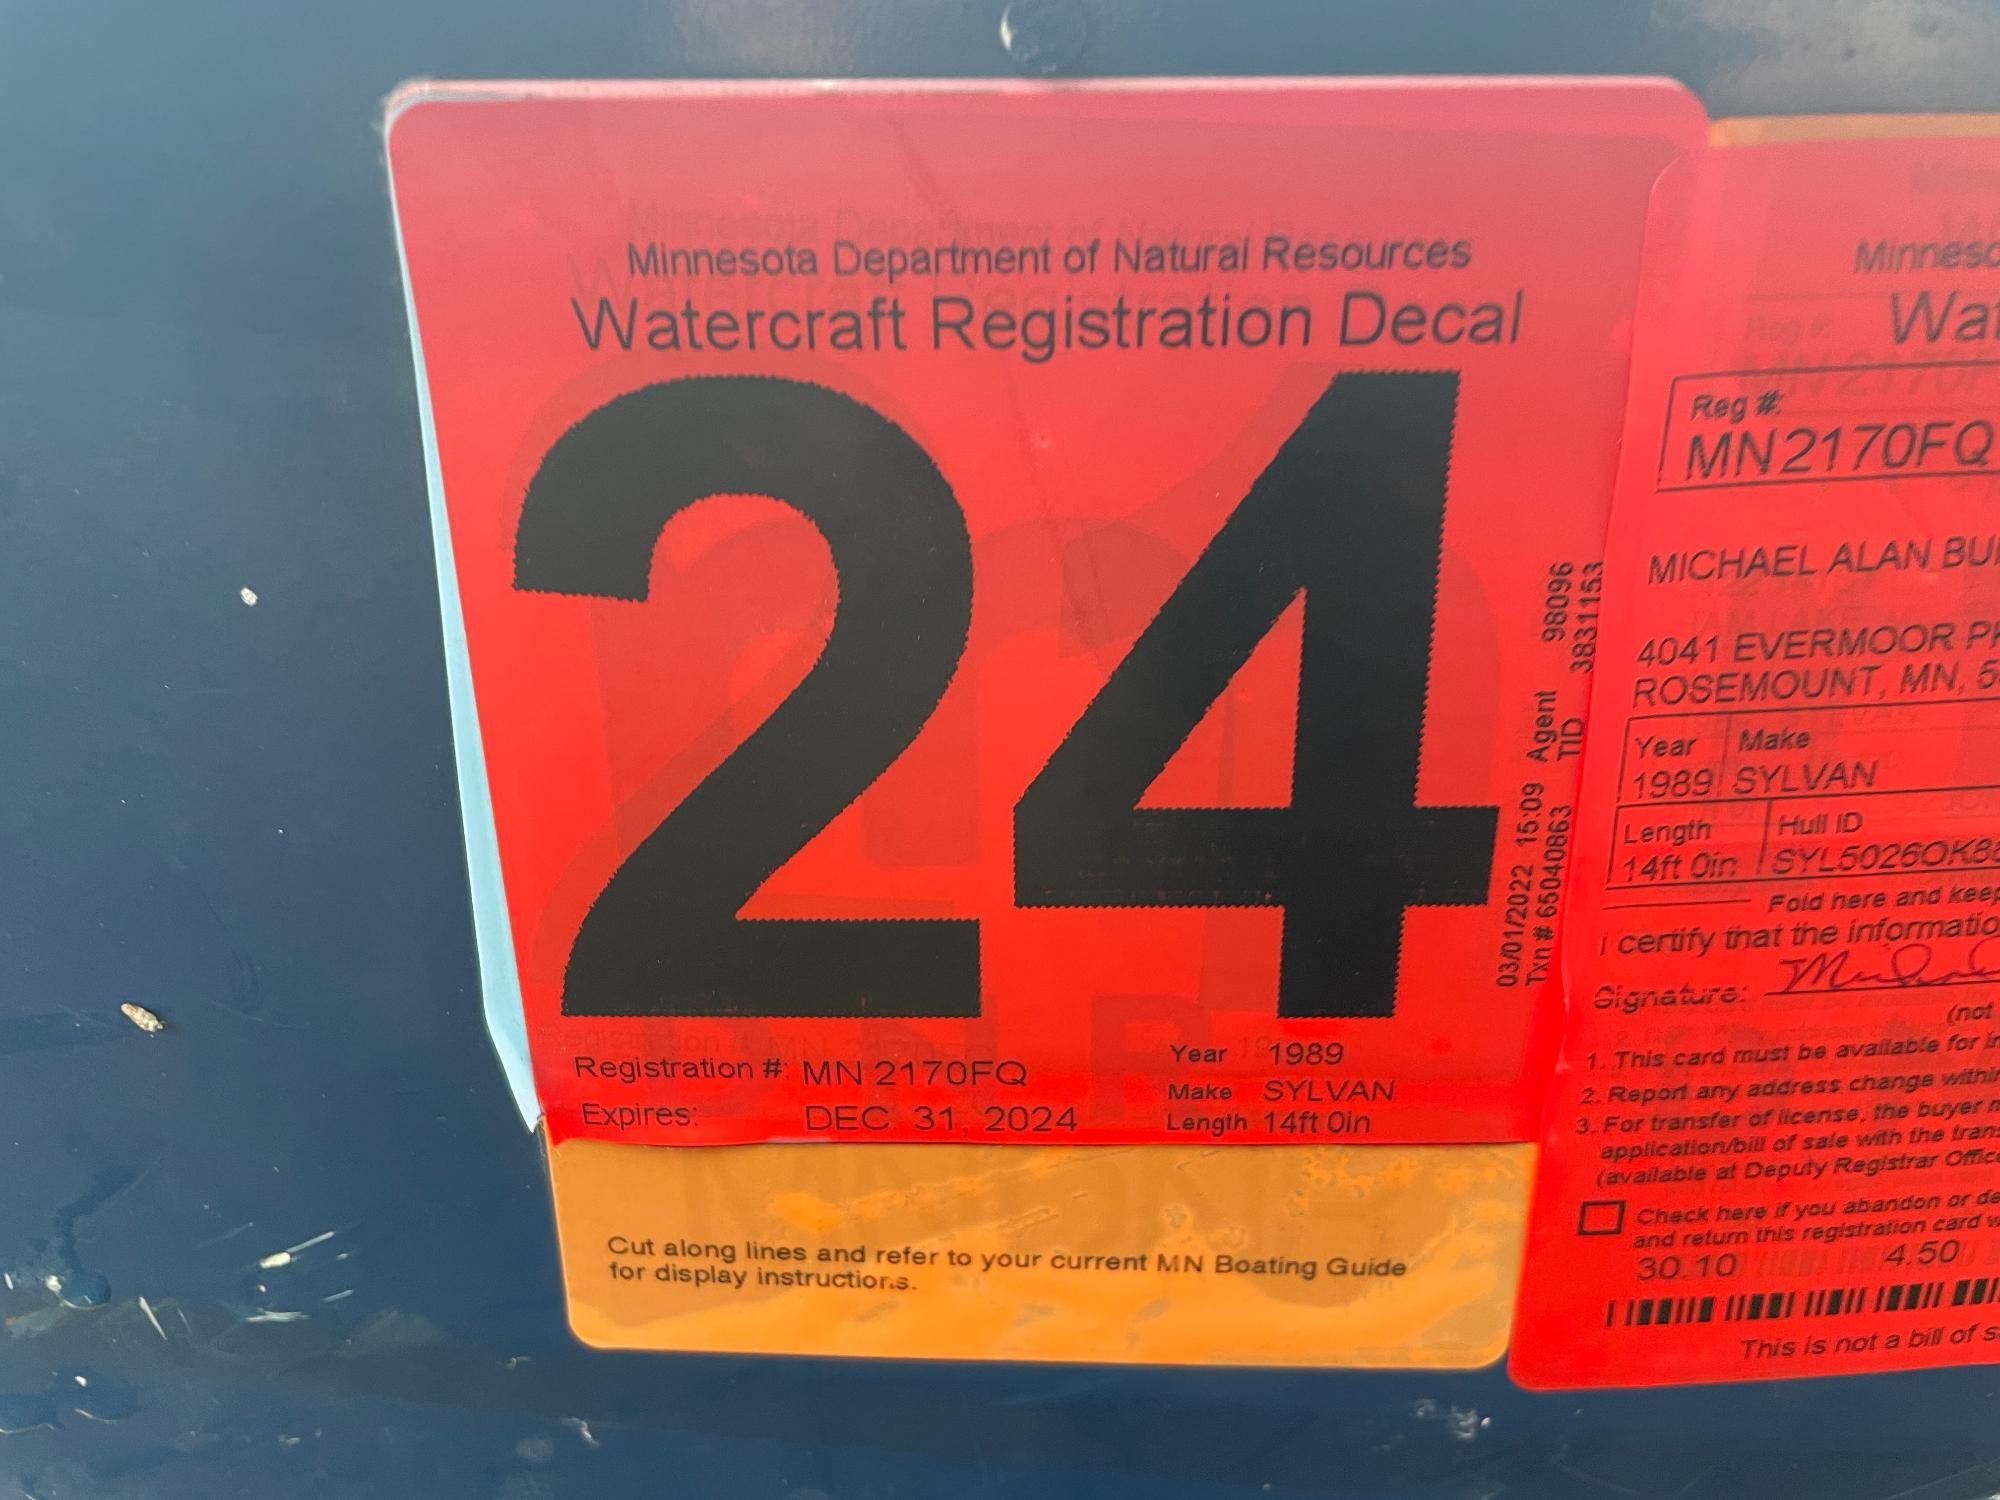 Minnesota Department of Natural Resources
Watercraft Registration Decal
24
03/01/2022 15:09 Agent 98096
Txn # 65040863 TID 3831153
Registration #: MN 2170FQ
Expires: DEC. 31, 2024
Year 1989
Make SYLVAN
Length 14ft 0in
Cut along lines and refer to your current MN Boating Guide
for display instructions.
Reg #:
MN2170FQ
MICHAEL ALAN
4041 EVERMOOR
ROSEMOUNT, MN,
Year Make
1989 SYLVAN
Length Hull ID
14ft 0in
Fold here and keep
I certify that the
Signature:
(not
1. This card must be available for
2. Report any address change
3. For transfer of license, the buyer
application/bill of sale with the
(available at Deputy Registrar
Check here if you abandon or
and return this registration card
30.10 4.50
This is not a bill of